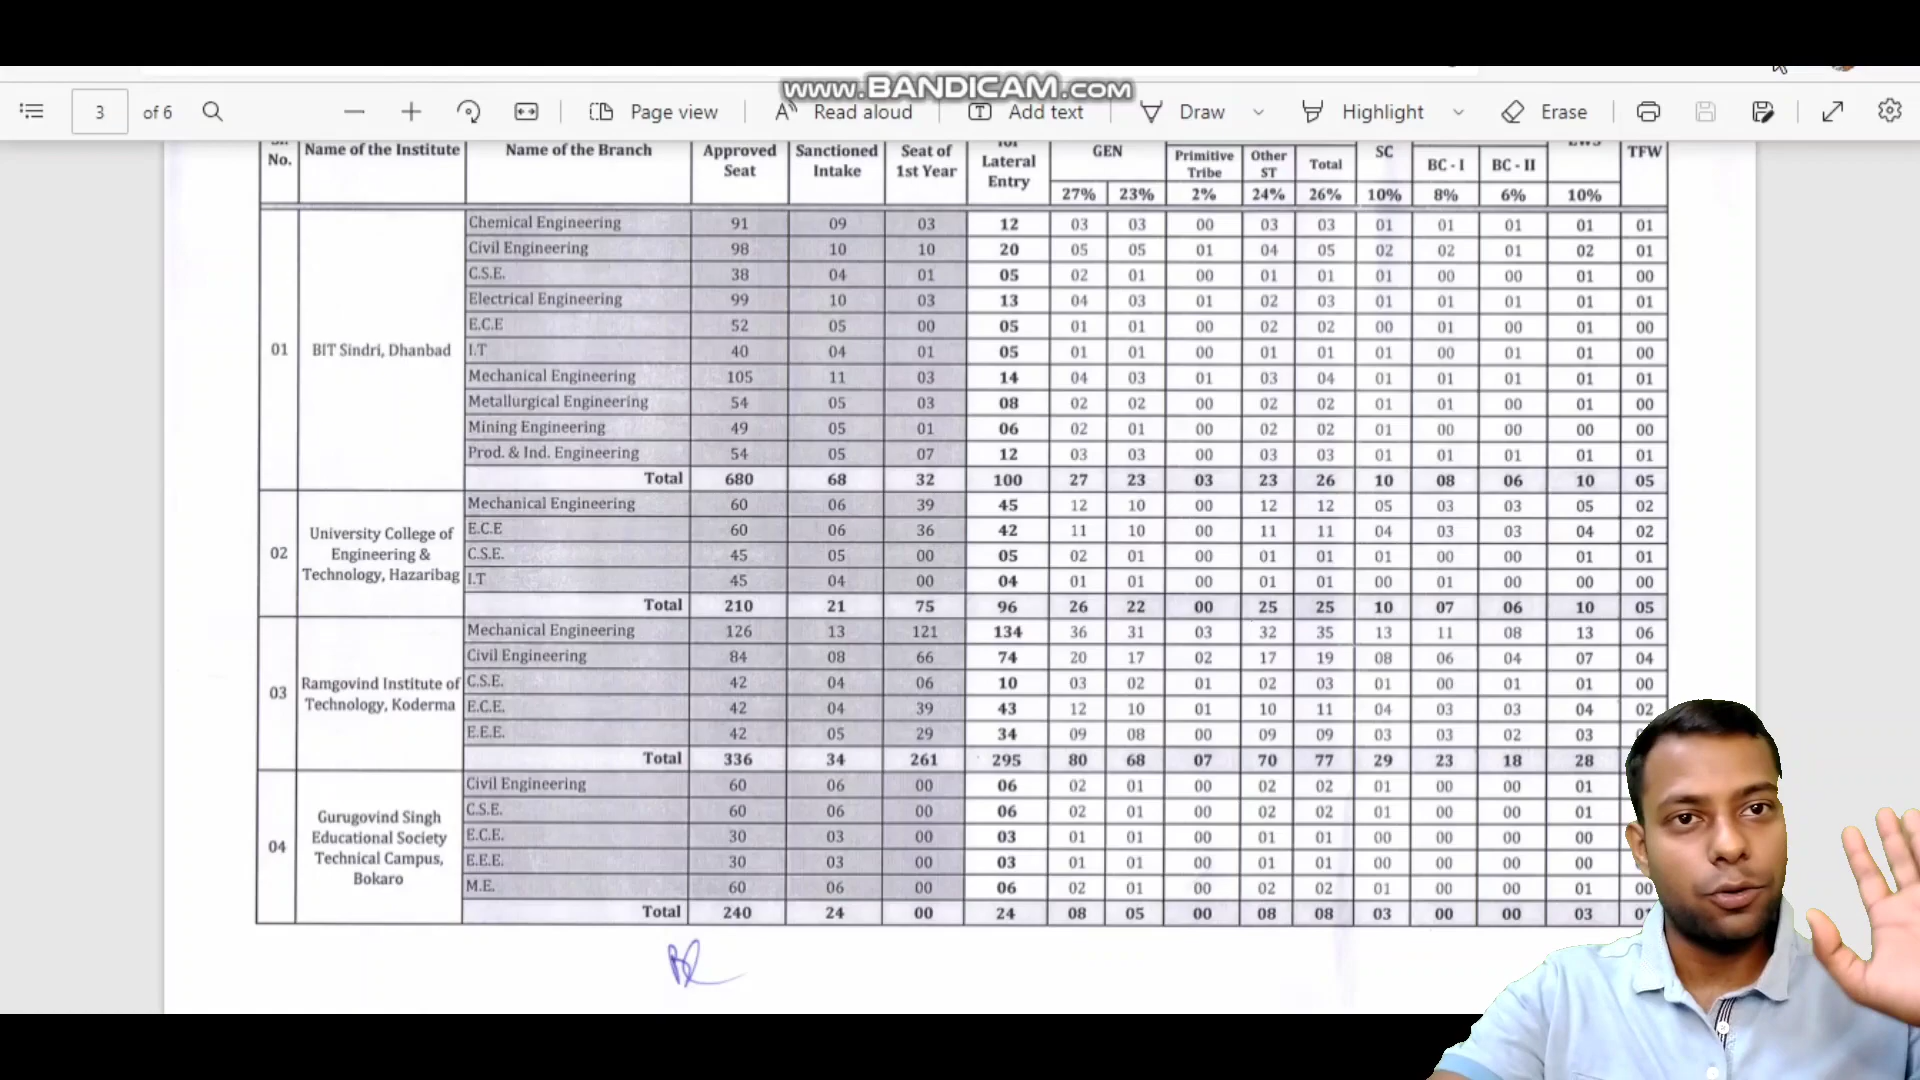 www.BANDICAM.com
3 of 6 Page view Read aloud Add text Draw Highlight Erase
No. Name of the Institute Name of the Branch Approved Seat Sanctioned Intake Seat of 1st Year for Lateral Entry GEN Primitive Tribe Other ST Total SC BC - I BC - II EWS TFW
27% 23% 2% 24% 26% 10% 8% 6% 10%
01 BIT Sindri, Dhanbad
Chemical Engineering 91 09 03 12 03 03 00 03 03 01 01 01 01 01
Civil Engineering 98 10 10 20 05 05 01 04 05 02 02 01 02 01
C.S.E. 38 04 01 05 02 01 00 01 01 01 00 00 01 00
Electrical Engineering 99 10 03 13 04 03 01 02 03 01 01 01 01 01
E.C.E 52 05 00 05 01 01 00 02 02 00 01 00 01 00
I.T 40 04 01 05 01 01 00 01 01 01 00 01 01 00
Mechanical Engineering 105 11 03 14 04 03 01 03 04 01 01 01 01 01
Metallurgical Engineering 54 05 03 08 02 02 00 02 02 01 01 00 01 00
Mining Engineering 49 05 01 06 02 01 00 02 02 01 00 00 00 00
Prod. & Ind. Engineering 54 05 07 12 03 03 00 03 03 01 01 01 01 01
Total 680 68 32 100 27 23 03 23 26 10 08 06 10 05
02 University College of Engineering & Technology, Hazaribag
Mechanical Engineering 60 06 39 45 12 10 00 12 12 05 03 03 05 02
E.C.E 60 06 36 42 11 10 00 11 11 04 03 03 04 02
C.S.E. 45 05 00 05 02 01 00 01 01 01 00 00 01 01
I.T 45 04 00 04 01 01 00 01 01 00 01 00 00 00
Total 210 21 75 96 26 22 00 25 25 10 07 06 10 05
03 Ramgovind Institute of Technology, Koderma
Mechanical Engineering 126 13 121 134 36 31 03 32 35 13 11 08 13 06
Civil Engineering 84 08 66 74 20 17 02 17 19 08 06 04 07 04
C.S.E. 42 04 06 10 03 02 01 02 03 01 00 01 01 00
E.C.E. 42 04 39 43 12 10 01 10 11 04 03 03 04 02
E.E.E. 42 05 29 34 09 08 00 09 09 03 03 02 03
Total 336 34 261 295 80 68 07 70 77 29 23 18 28
04 Gurugovind Singh Educational Society Technical Campus, Bokaro
Civil Engineering 60 06 00 06 02 01 00 02 02 01 00 00 01
C.S.E. 60 06 00 06 02 01 00 02 02 01 00 00 01
E.C.E. 30 03 00 03 01 01 00 01 01 00 00 00 00
E.E.E. 30 03 00 03 01 01 00 01 01 00 00 00 00
M.E. 60 06 00 06 02 01 00 02 02 01 00 00 01 00
Total 240 24 00 24 08 05 00 08 08 03 00 00 03 01